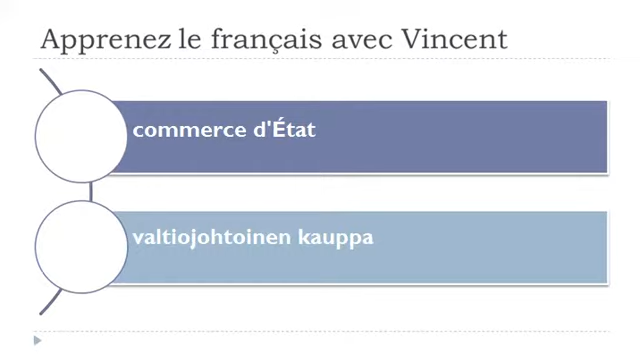 Apprenez le français avec Vincent
commerce d'État
valtiojohtoinen kauppa